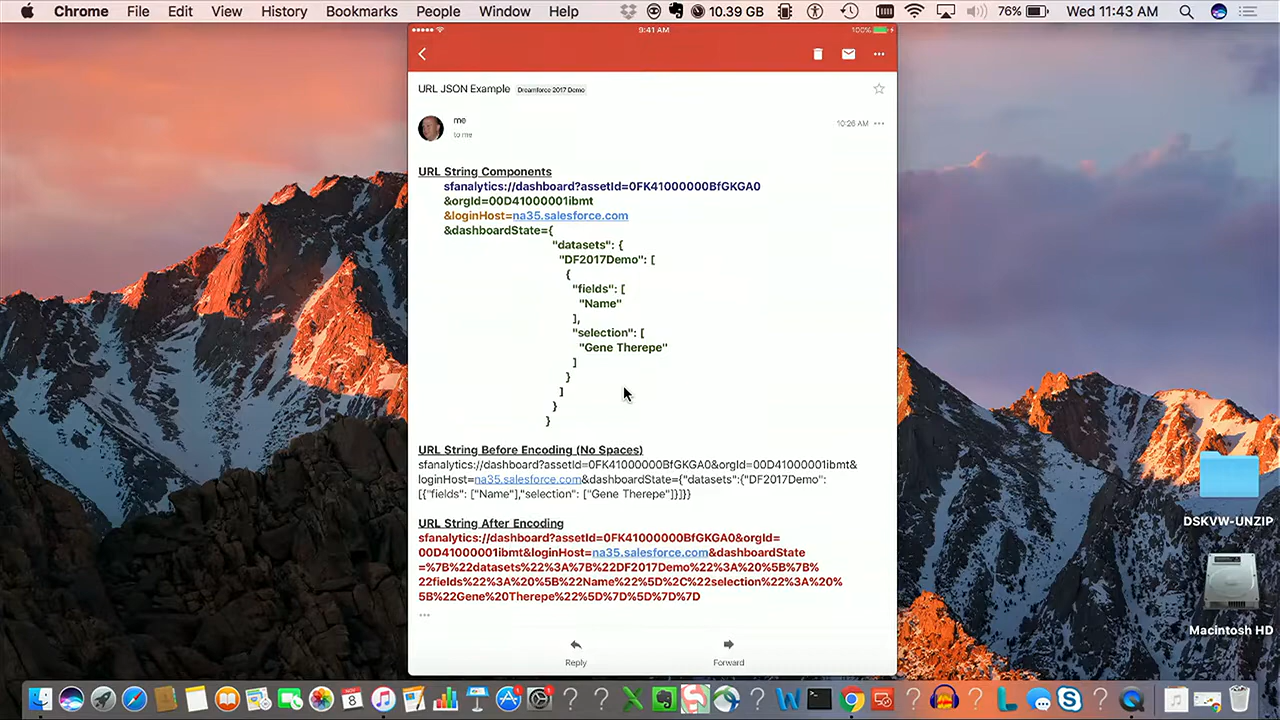 Chrome File Edit View History Bookmarks People Window Help 10.39 GB 76% Wed 11:43 AM
9:41 AM 100%
URL JSON Example Dreamforce 2017 Demo
me 10:26 AM
to me
URL String Components
sfanalytics://dashboard?assetId=0FK41000000BfGKGA0
&orgId=00D41000001ibmt
&loginHost=na35.salesforce.com
&dashboardState={
"datasets": {
"DF2017Demo": [
{
"fields": [
"Name"
],
"selection": [
"Gene Therepe"
]
}
]
}
}
URL String Before Encoding (No Spaces)
sfanalytics://dashboard?assetId=0FK41000000BfGKGA0&orgId=00D41000001ibmt&
loginHost=na35.salesforce.com&dashboardState={"datasets":{"DF2017Demo":
[{"fields": ["Name"],"selection": ["Gene Therepe"]}]}}
URL String After Encoding
sfanalytics://dashboard?assetId=0FK41000000BfGKGA0&orgId=
00D41000001ibmt&loginHost=na35.salesforce.com&dashboardState
=%7B%22datasets%22%3A%7B%22DF2017Demo%22%3A%20%5B%7B%
22fields%22%3A%20%5B%22Name%22%5D%2C%22selection%22%3A%20%
5B%22Gene%20Therepe%22%5D%7D%5D%7D%7D
Reply Forward
DSKVW-UNZIP
Macintosh HD